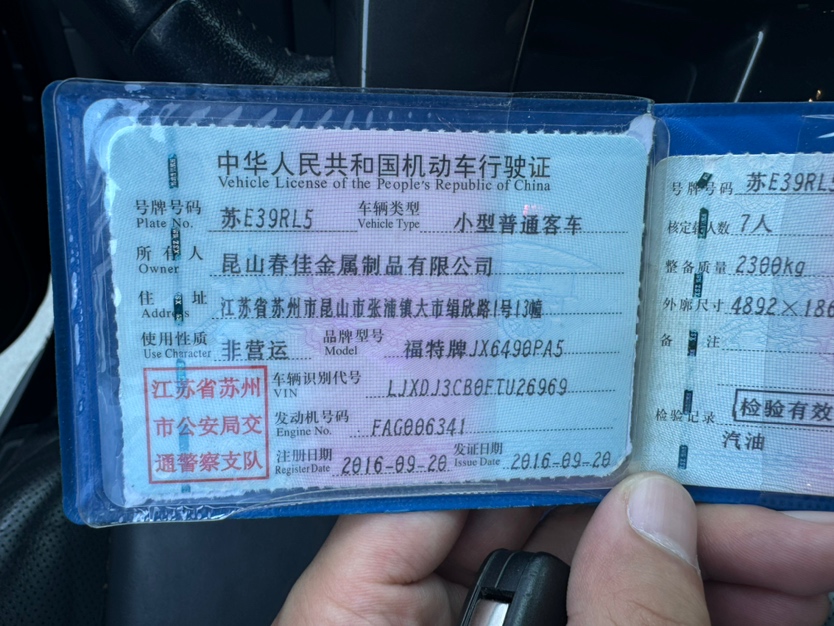 中华人民共和国机动车行驶证
Vehicle License of the People's Republic of China
号牌号码 苏E39RL5 车辆类型 小型普通客车
Plate No. Vehicle Type
所有人 昆山春佳金属制品有限公司
Owner
住址 江苏省苏州市昆山市张浦镇大市绢欣路1号13幢
Address
使用性质 非营运 品牌型号 福特牌JX6490PA5
Use Character Model
江苏省苏州
市公安局交
通警察支队
车辆识别代号
VIN
发动机号码 FAG006341
Engine No.
注册日期 2016-09-20 发证日期 2016-09-20
Register Date Issue Date
号牌号码 苏E39RL5
核定载人数 7人
整备质量 2300kg
外廓尺寸 4892×186
备注
检验记录 检验有效
汽油